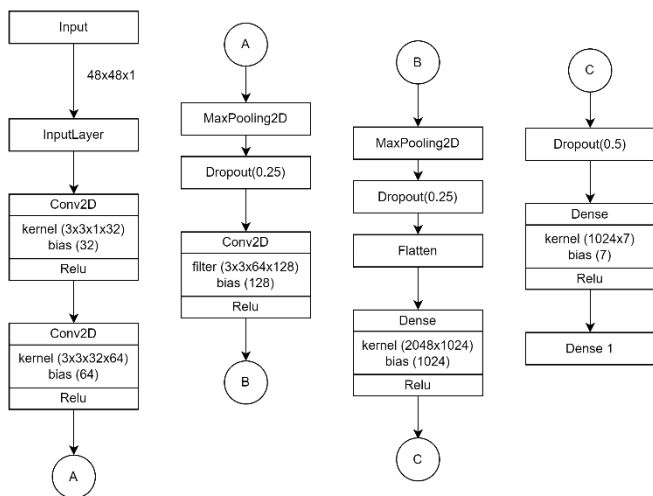 Input
48x48x1
InputLayer
Conv2D
kernel (3x3x1x32)
bias (32)
Relu
Conv2D
kernel (3x3x32x64)
bias (64)
Relu
A
A
MaxPooling2D
Dropout(0.25)
Conv2D
filter (3x3x64x128)
bias (128)
Relu
B
B
MaxPooling2D
Dropout(0.25)
Flatten
Dense
kernel (2048x1024)
bias (1024)
Relu
C
C
Dropout(0.5)
Dense
kernel (1024x7)
bias (7)
Relu
Dense 1